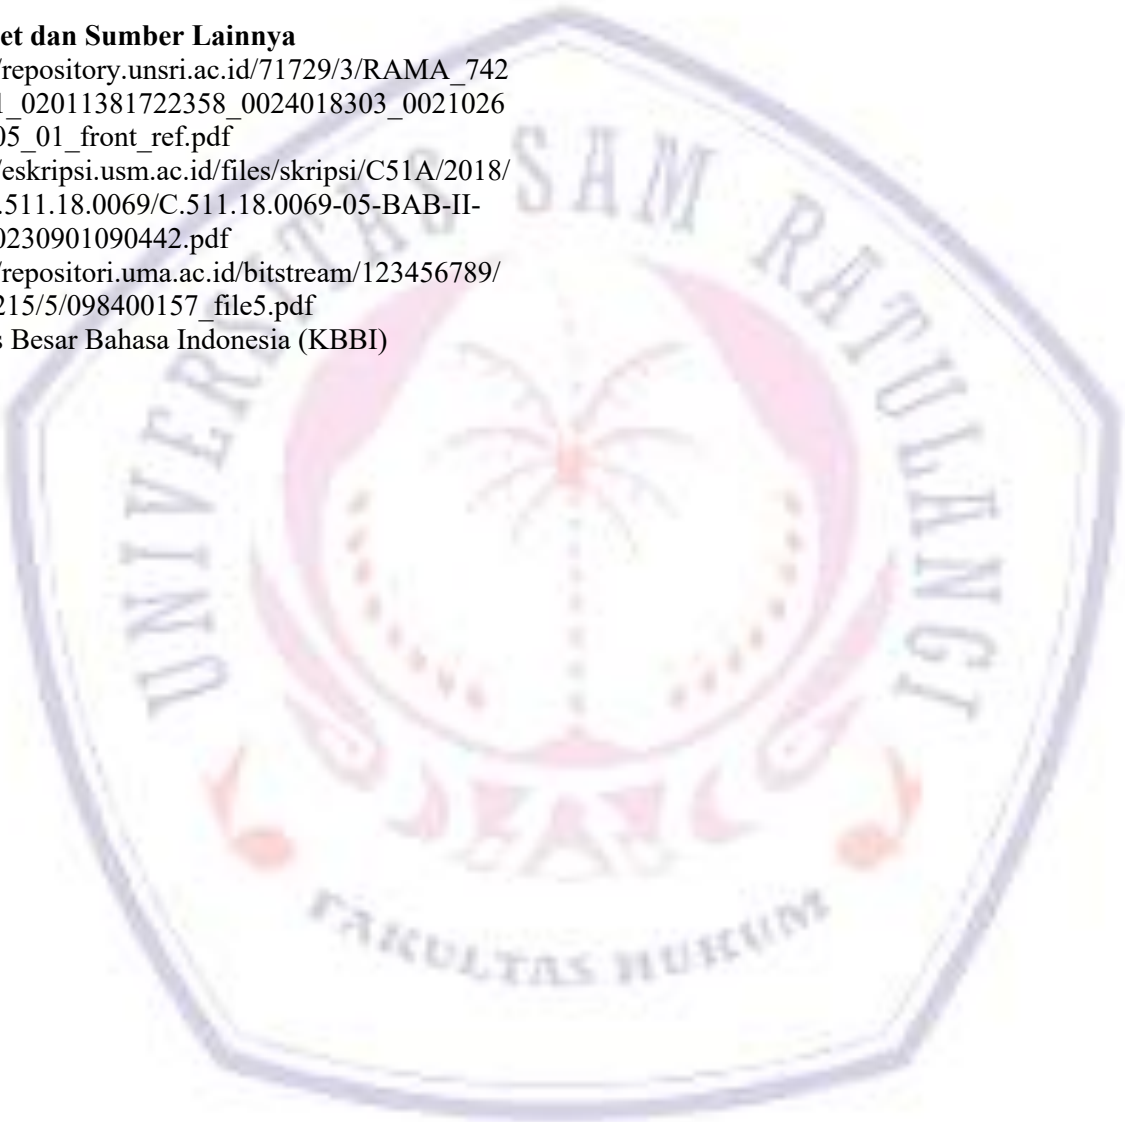 et dan Sumber Lainnya
/repository.unsri.ac.id/71729/3/RAMA_742
1_02011381722358_0024018303_0021026
05_01_front_ref.pdf
/eskripsi.usm.ac.id/files/skripsi/C51A/2018/
.511.18.0069/C.511.18.0069-05-BAB-II-
0230901090442.pdf
/repositori.uma.ac.id/bitstream/123456789/
215/5/098400157_file5.pdf
s Besar Bahasa Indonesia (KBBI)
UNIVERSITAS SAM RATULANGI
FAKULTAS HUKUM